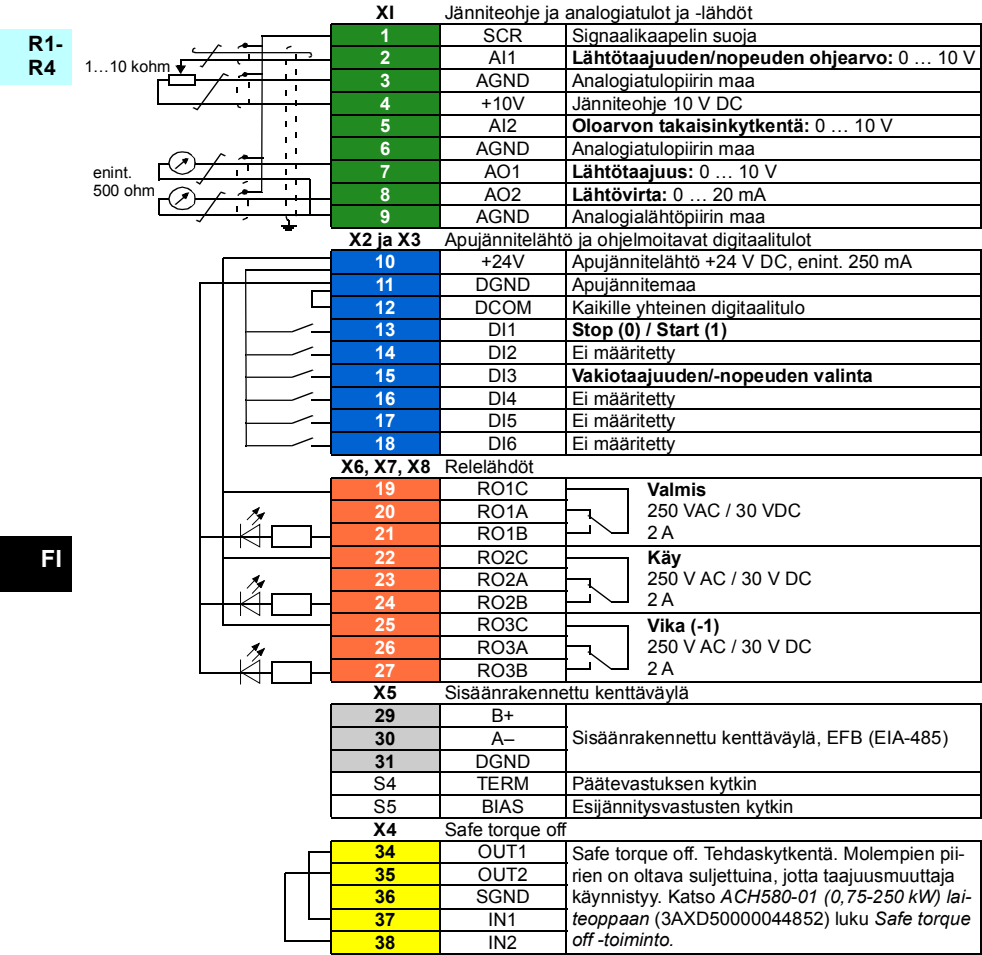 XI Jänniteohje ja analogiatulot ja -lähdöt
R1-
R4
1…10 kohm
1 SCR Signaalikaapelin suoja
2 AI1 Lähtötaajuuden/nopeuden ohjearvo: 0 … 10 V
3 AGND Analogiatulopiirin maa
4 +10V Jänniteohje 10 V DC
5 AI2 Oloarvon takaisinkytkentä: 0 … 10 V
6 AGND Analogiatulopiirin maa
enint.
500 ohm
7 AO1 Lähtötaajuus: 0 … 10 V
8 AO2 Lähtövirta: 0 … 20 mA
9 AGND Analogialähtöpiirin maa
X2 ja X3 Apujännitelähtö ja ohjelmoitavat digitaalitulot
10 +24V Apujännitelähtö +24 V DC, enint. 250 mA
11 DGND Apujännitemaa
12 DCOM Kaikille yhteinen digitaalitulo
13 DI1 Stop (0) / Start (1)
14 DI2 Ei määritetty
15 DI3 Vakiotaajuuden/-nopeuden valinta
16 DI4 Ei määritetty
17 DI5 Ei määritetty
18 DI6 Ei määritetty
X6, X7, X8 Relelähdöt
19 RO1C Valmis
20 RO1A 250 VAC / 30 VDC
21 RO1B 2 A
FI
22 RO2C Käy
23 RO2A 250 V AC / 30 V DC
24 RO2B 2 A
25 RO3C Vika (-1)
26 RO3A 250 V AC / 30 V DC
27 RO3B 2 A
X5 Sisäänrakennettu kenttäväylä
29 B+
30 A– Sisäänrakennettu kenttäväylä, EFB (EIA-485)
31 DGND
S4 TERM Päätevastuksen kytkin
S5 BIAS Esijännitysvastusten kytkin
X4 Safe torque off
34 OUT1 Safe torque off. Tehdaskytkentä. Molempien pii-
35 OUT2 rien on oltava suljettuina, jotta taajuusmuuttaja
36 SGND käynnistyy. Katso ACH580-01 (0,75-250 kW) lai-
37 IN1 teoppaan (3AXD50000044852) luku Safe torque
38 IN2 off -toiminto.